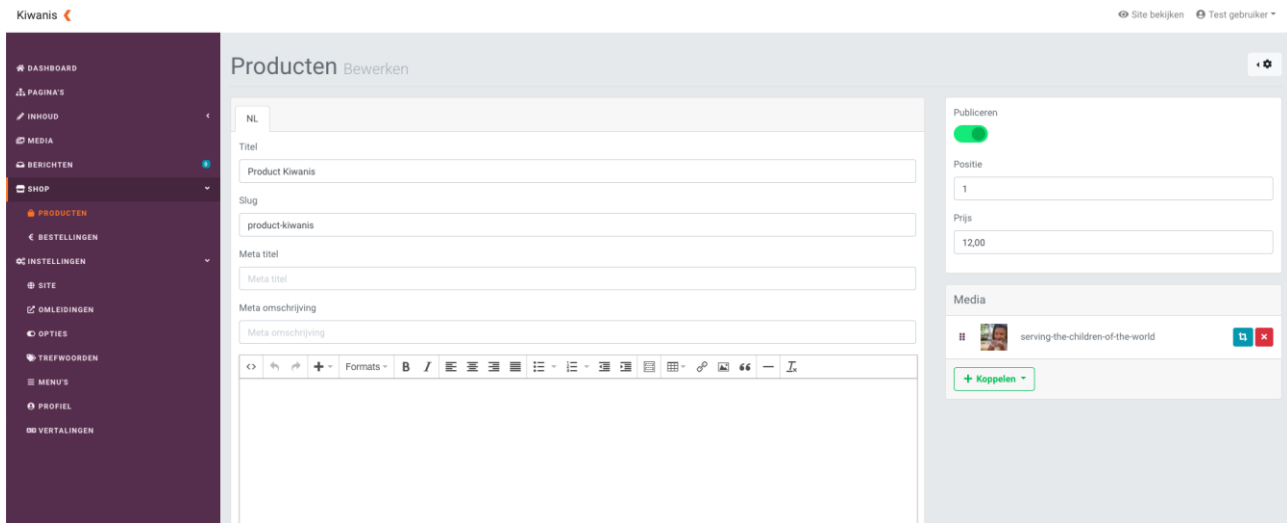 Kiwanis
Site bekijken
Test gebruiker
DASHBOARD
PAGINA'S
INHOUD
MEDIA
BERICHTEN
SHOP
PRODUCTEN
BESTELLINGEN
INSTELLINGEN
SITE
OMLEIDINGEN
OPTIES
TREFWOORDEN
MENU'S
PROFIEL
VERTALINGEN
Producten Bewerken
NL
Titel
Product Kiwanis
Slug
product-kiwanis
Meta titel
Meta titel
Meta omschrijving
Meta omschrijving
Formats
Publiceren
Positie
1
Prijs
12,00
Media
serving-the-children-of-the-world
+ Koppelen